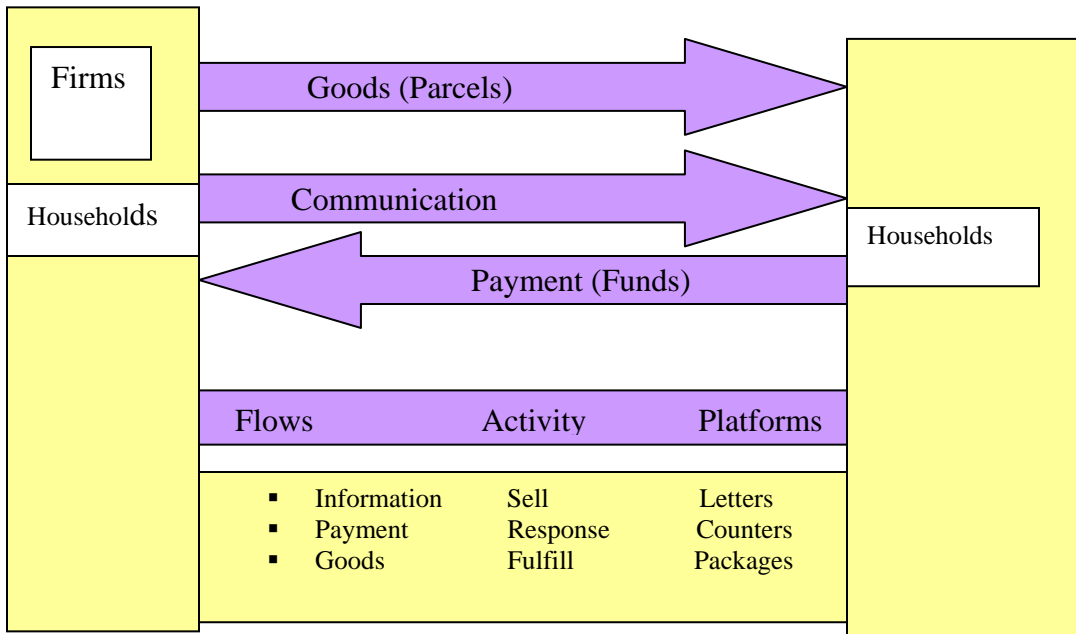 Firms
Goods (Parcels)
Communication
Households
Households
Payment (Funds)
Flows Activity Platforms
▪ Information Sell Letters
▪ Payment Response Counters
▪ Goods Fulfill Packages